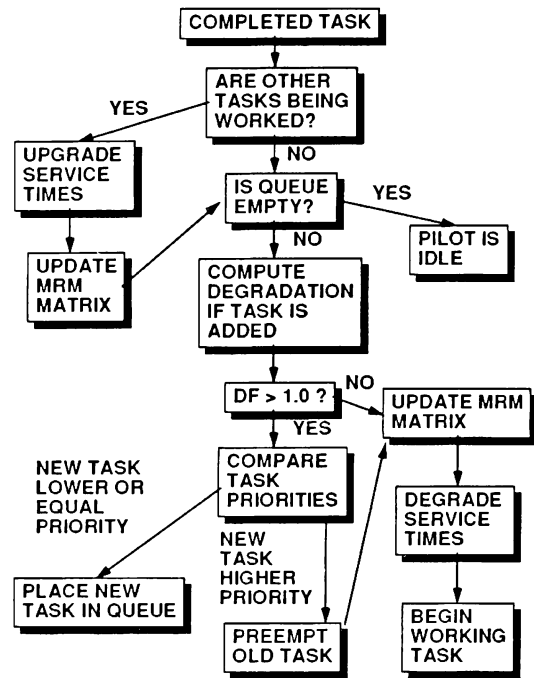 COMPLETED TASK
ARE OTHER
TASKS BEING
WORKED?
YES
NO
UPGRADE
SERVICE
TIMES
IS QUEUE
EMPTY?
YES
NO
UPDATE
MRM
MATRIX
PILOT IS
IDLE
COMPUTE
DEGRADATION
IF TASK IS
ADDED
DF > 1.0 ?
NO
YES
UPDATE MRM
MATRIX
COMPARE
TASK
PRIORITIES
NEW TASK
LOWER OR
EQUAL
PRIORITY
NEW
TASK
HIGHER
PRIORITY
DEGRADE
SERVICE
TIMES
PLACE NEW
TASK IN QUEUE
PREEMPT
OLD TASK
BEGIN
WORKING
TASK